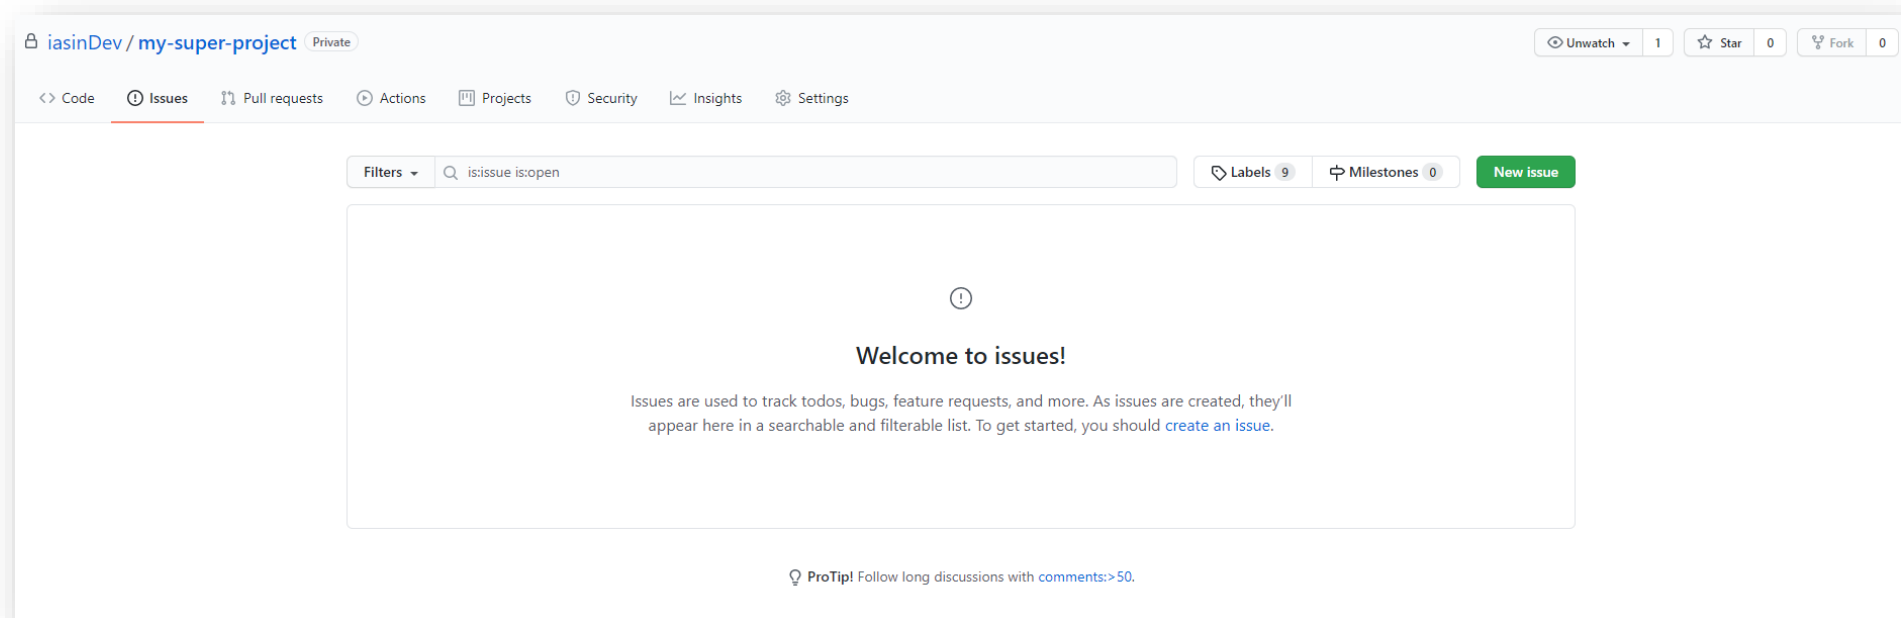 iasinDev / my-super-project Private
Unwatch 1 Star 0 Fork 0
Code Issues Pull requests Actions Projects Security Insights Settings
Filters is:issue is:open Labels 9 Milestones 0 New issue
Welcome to issues!
Issues are used to track todos, bugs, feature requests, and more. As issues are created, they'll
appear here in a searchable and filterable list. To get started, you should create an issue.
ProTip! Follow long discussions with comments:>50.